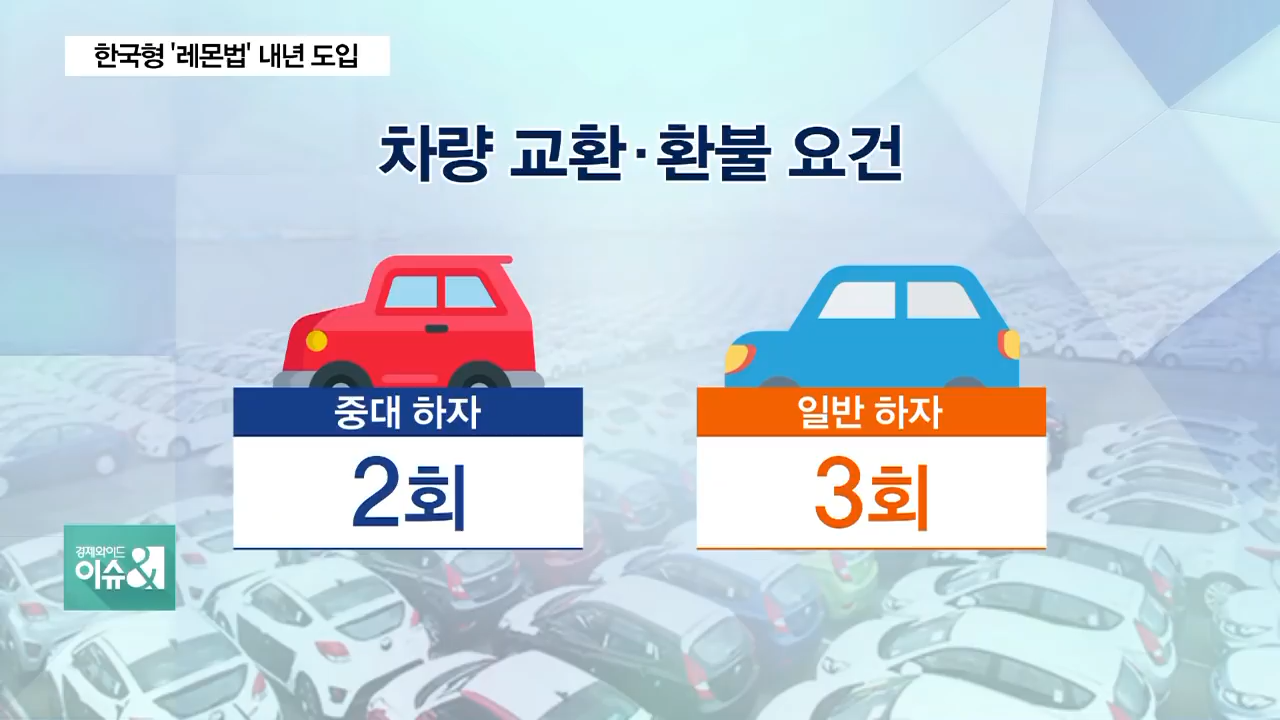 한국형 '레몬법' 내년 도입
차량 교환·환불 요건
중대 하자
2회
일반 하자
3회
경제와이드
이슈&